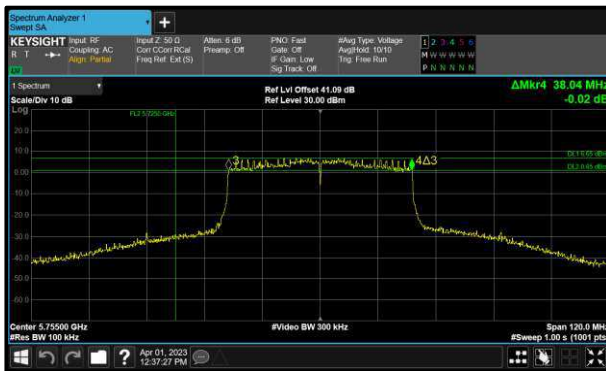 Spectrum Analyzer 1
Swept SA
KEYSIGHT
R T
Input: RF
Coupling: AC
Align: Partial
Input Z: 50 Ω
Corr CCorr RCal
Freq Ref: Ext (S)
Atten: 6 dB
Preamp: Off
PNO: Fast
Gate: Off
IF Gain: Low
Sig Track: Off
#Avg Type: Voltage
Avg|Hold: 10/10
Trig: Free Run
1 2 3 4 5 6
M W W W W W
P N N N N N
1 Spectrum
Scale/Div 10 dB
Ref Lvl Offset 41.09 dB
Ref Level 30.00 dBm
ΔMkr4 38.04 MHz
-0.02 dB
Log
FL2 5.7250 GHz
20.0
10.0
0.00
-10.0
-20.0
-30.0
-40.0
-50.0
-60.0
3
4Δ3
Center 5.75500 GHz
#Res BW 100 kHz
#Video BW 300 kHz
Span 120.0 MHz
#Sweep 1.00 s (1001 pts)
Apr 01, 2023
12:37:27 PM